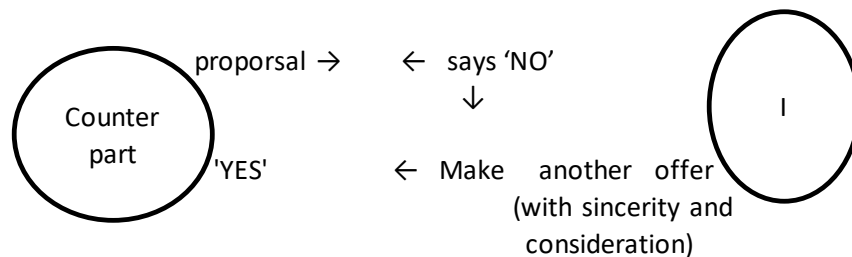 proporsal → ← says ‘NO’
↓
Counter
part
I
'YES' ← Make another offer
(with sincerity and
consideration)